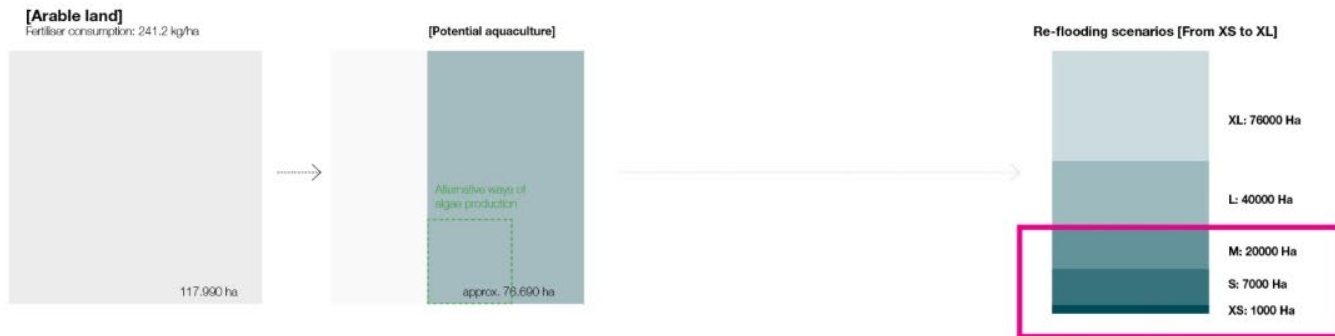 [Arable land]
Fertiliser consumption: 241.2 kg/ha
117.990 ha
[Potential aquaculture]
Alternative ways of
algae production
approx. 76.690 ha
Re-flooding scenarios [From XS to XL]
XL: 76000 Ha
L: 40000 Ha
M: 20000 Ha
S: 7000 Ha
XS: 1000 Ha